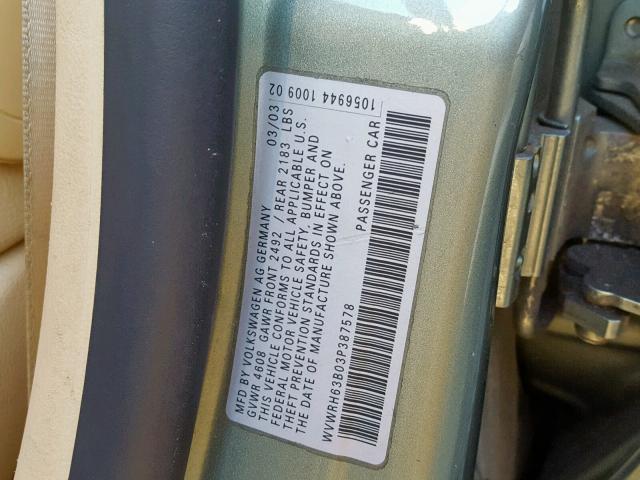 MFD BY VOLKSWAGEN AG GERMANY 03/03
GVWR 4608 GAWR FRONT 2492 / REAR 2183 LBS
THIS VEHICLE CONFORMS TO ALL APPLICABLE U.S.
FEDERAL MOTOR VEHICLE SAFETY, BUMPER AND
THEFT PREVENTION STANDARDS IN EFFECT ON
THE DATE OF MANUFACTURE SHOWN ABOVE.
WVWRH63B03P387578 PASSENGER CAR
1056944 1009 02